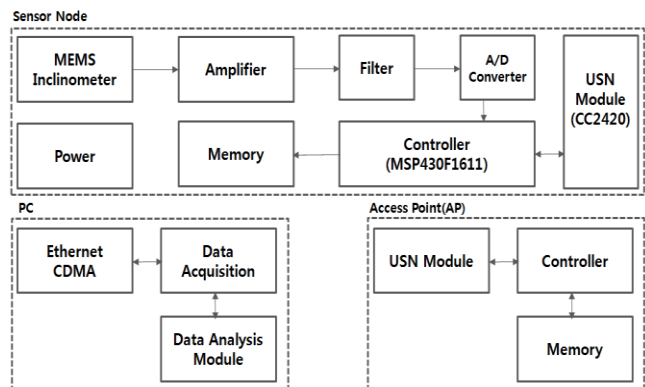 Sensor Node
MEMS
Inclinometer
Amplifier
Filter
A/D
Converter
USN
Module
(CC2420)
Power
Memory
Controller
(MSP430F1611)
PC
Ethernet
CDMA
Data
Acquisition
Data Analysis
Module
Access Point(AP)
USN Module
Controller
Memory